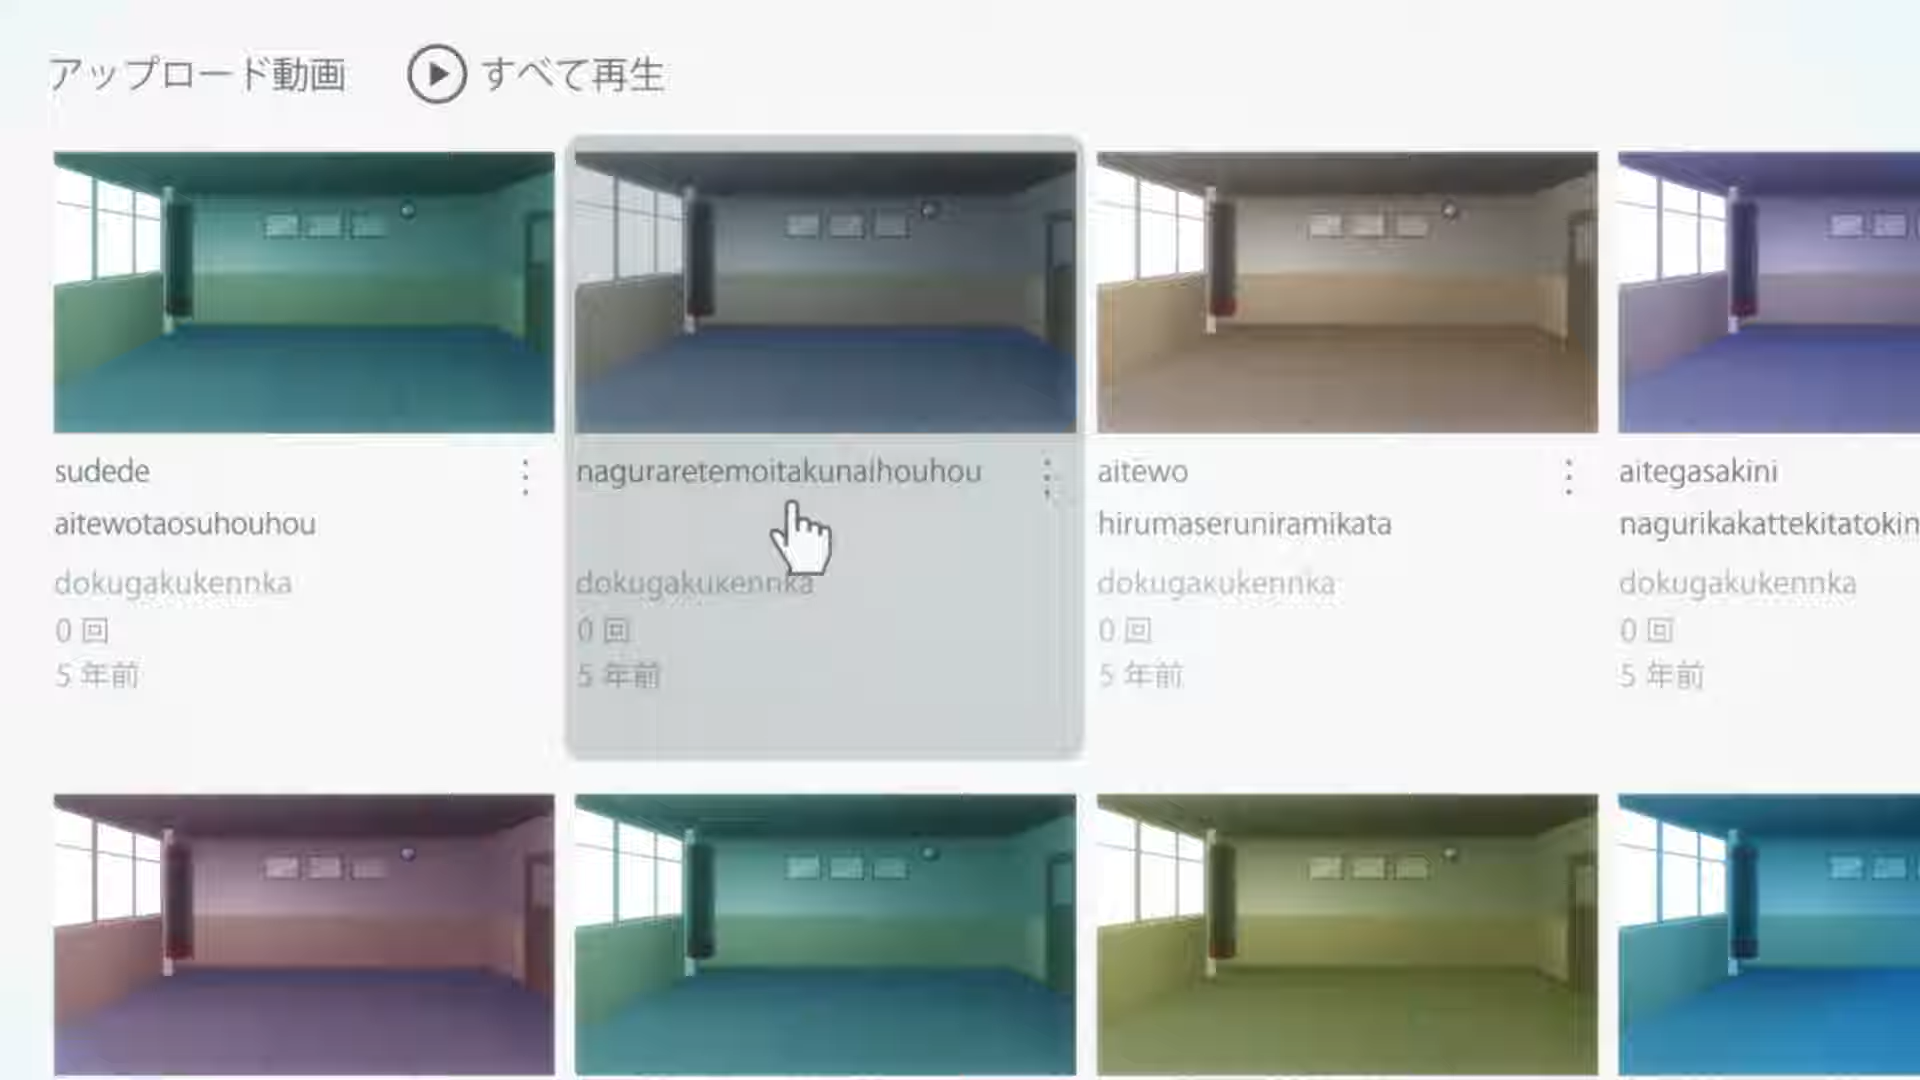 アップロード動画 すべて再生
sudede
aitewotaosuhouhou
dokugakukennka
0 回
5 年前
naguraretemoitakunaihouhou
dokugakukennka
0 回
5 年前
aitewo
hirumaseruniramikata
dokugakukennka
0 回
5 年前
aitegasakini
nagurikakattekitatokin
dokugakukennka
0 回
5 年前